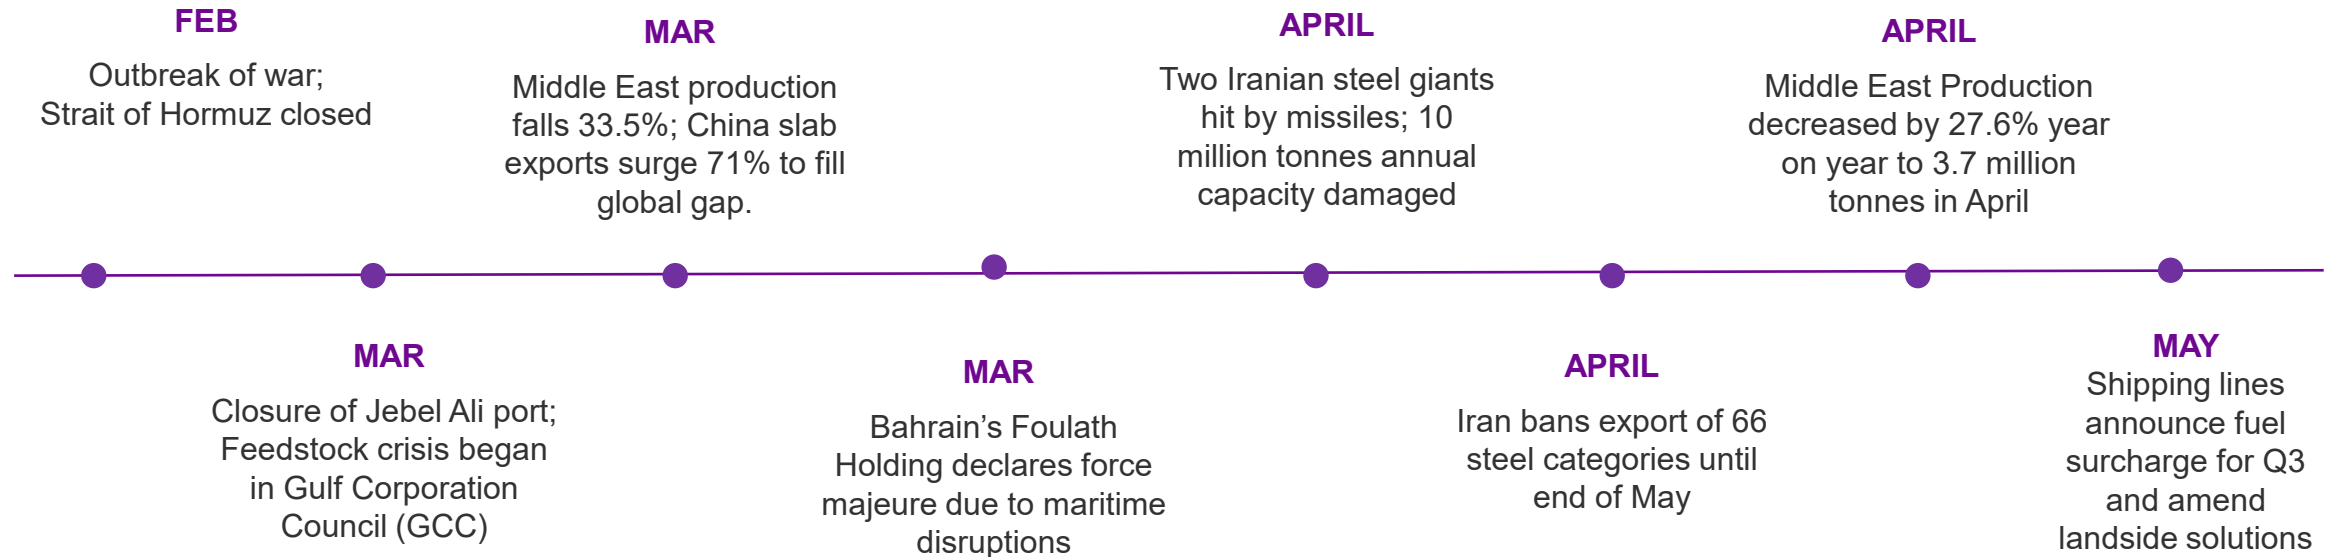 FEB
Outbreak of war;
Strait of Hormuz closed
MAR
Closure of Jebel Ali port;
Feedstock crisis began
in Gulf Corporation
Council (GCC)
MAR
Middle East production
falls 33.5%; China slab
exports surge 71% to fill
global gap.
MAR
Bahrain’s Foulath
Holding declares force
majeure due to maritime
disruptions
APRIL
Two Iranian steel giants
hit by missiles; 10
million tonnes annual
capacity damaged
APRIL
Iran bans export of 66
steel categories until
end of May
APRIL
Middle East Production
decreased by 27.6% year
on year to 3.7 million
tonnes in April
MAY
Shipping lines
announce fuel
surcharge for Q3
and amend
landside solutions